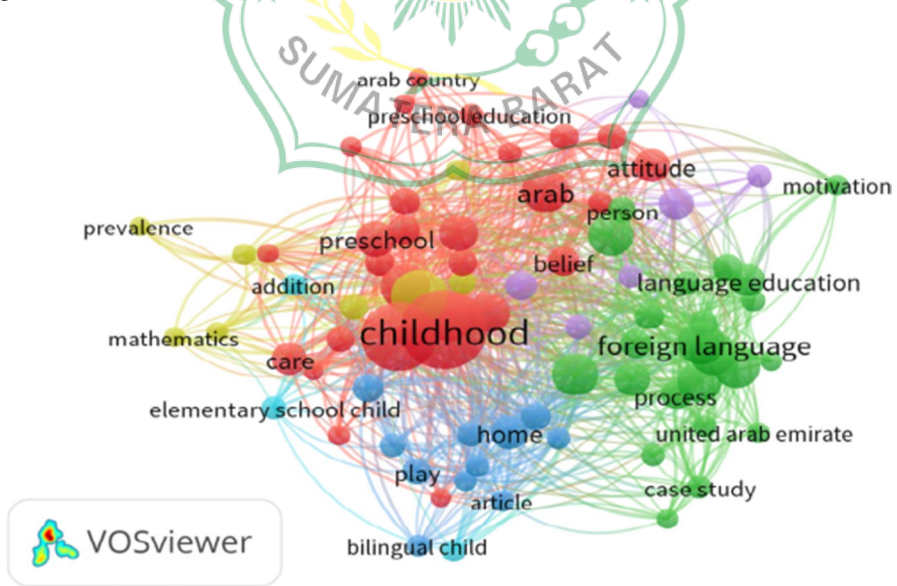 SUMATERA BARAT
arab country
preschool education
attitude
motivation
arab
person
prevalence
preschool
belief
addition
language education
childhood
mathematics
foreign language
care
process
elementary school child
home
united arab emirate
play
case study
article
VOSviewer
bilingual child